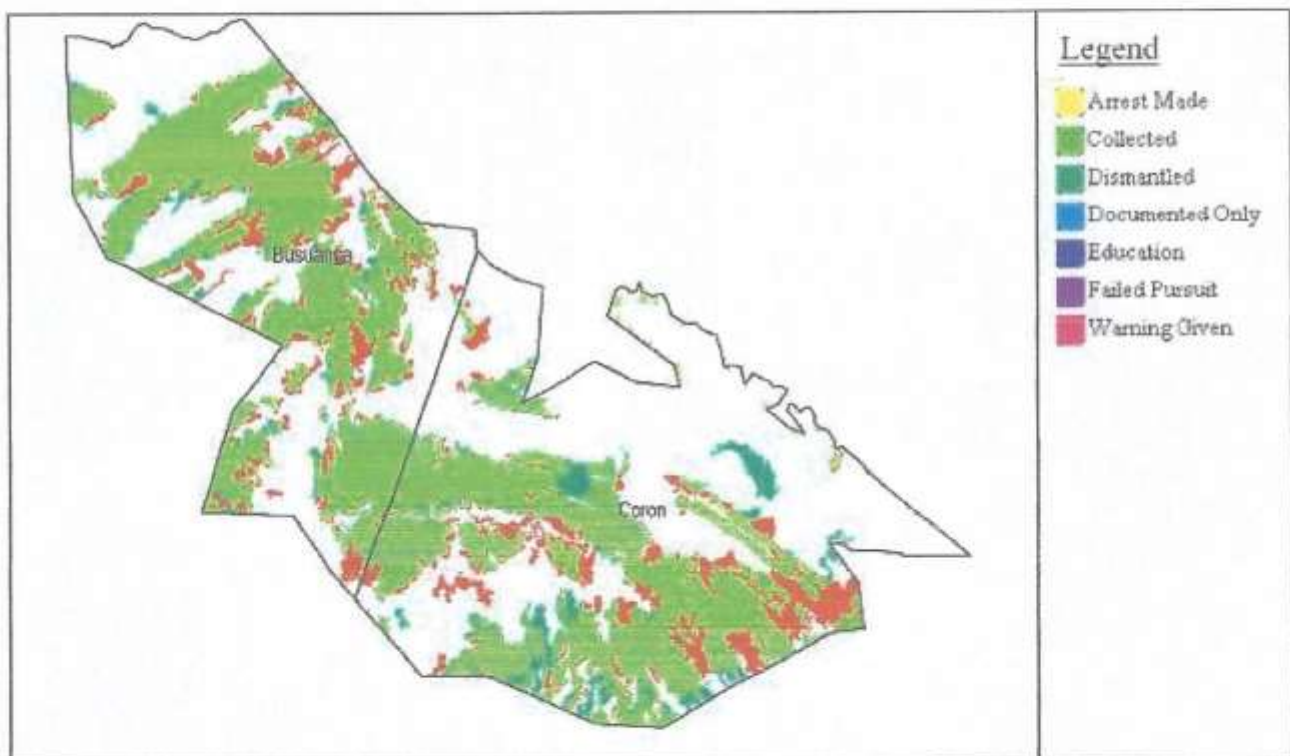 Legend
Arrest Made
Collected
Dismantled
Documented Only
Education
Failed Pursuit
Warning Given
Busuanga
Coron